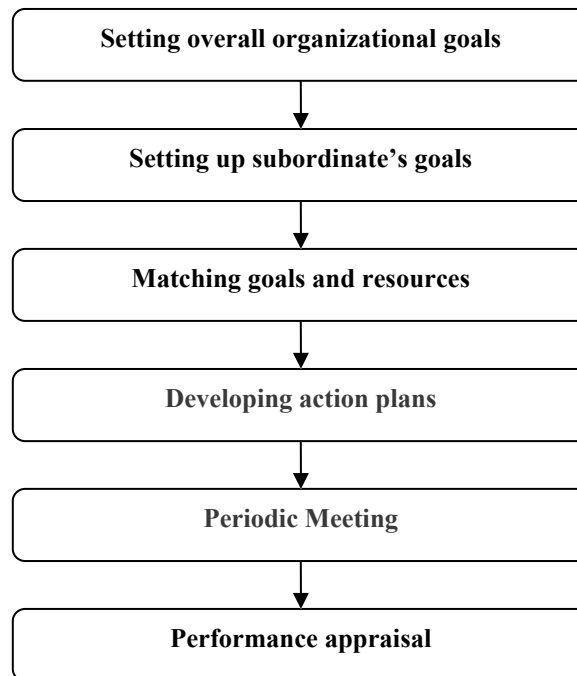 Setting overall organizational goals
Setting up subordinate’s goals
Matching goals and resources
Developing action plans
Periodic Meeting
Performance appraisal